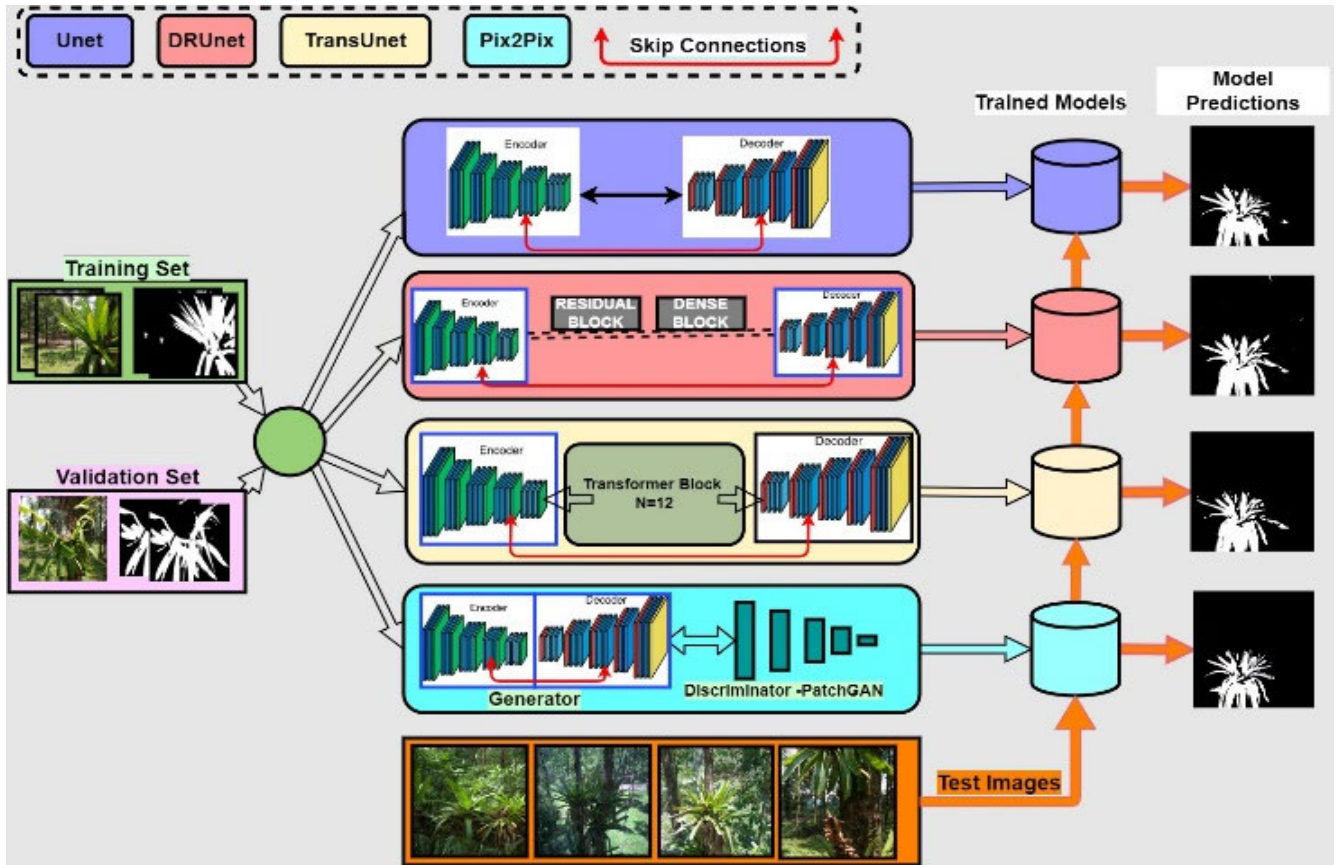 Unet
DRUnet
TransUnet
Pix2Pix
Skip Connections
Trained Models
Model
Predictions
Encoder
Decoder
Training Set
Encoder
RESIDUAL
BLOCK
DENSE
BLOCK
Decoder
Validation Set
Encoder
Transformer Block
N=12
Decoder
Encoder
Decoder
Generator
Discriminator -PatchGAN
Test Images